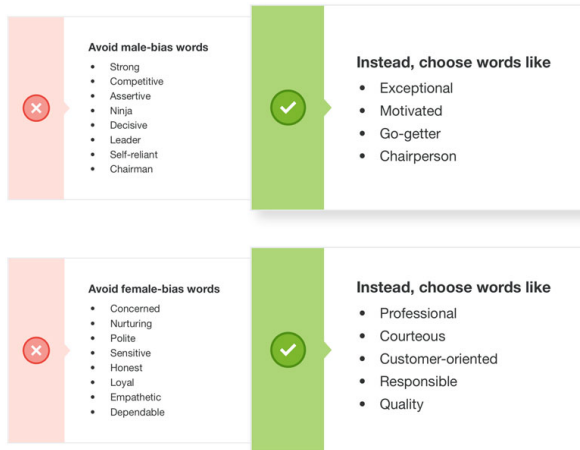 Avoid male-bias words
• Strong
• Competitive
• Assertive
• Ninja
• Decisive
• Leader
• Self-reliant
• Chairman
Instead, choose words like
• Exceptional
• Motivated
• Go-getter
• Chairperson
Avoid female-bias words
• Concerned
• Nurturing
• Polite
• Sensitive
• Honest
• Loyal
• Empathetic
• Dependable
Instead, choose words like
• Professional
• Courteous
• Customer-oriented
• Responsible
• Quality